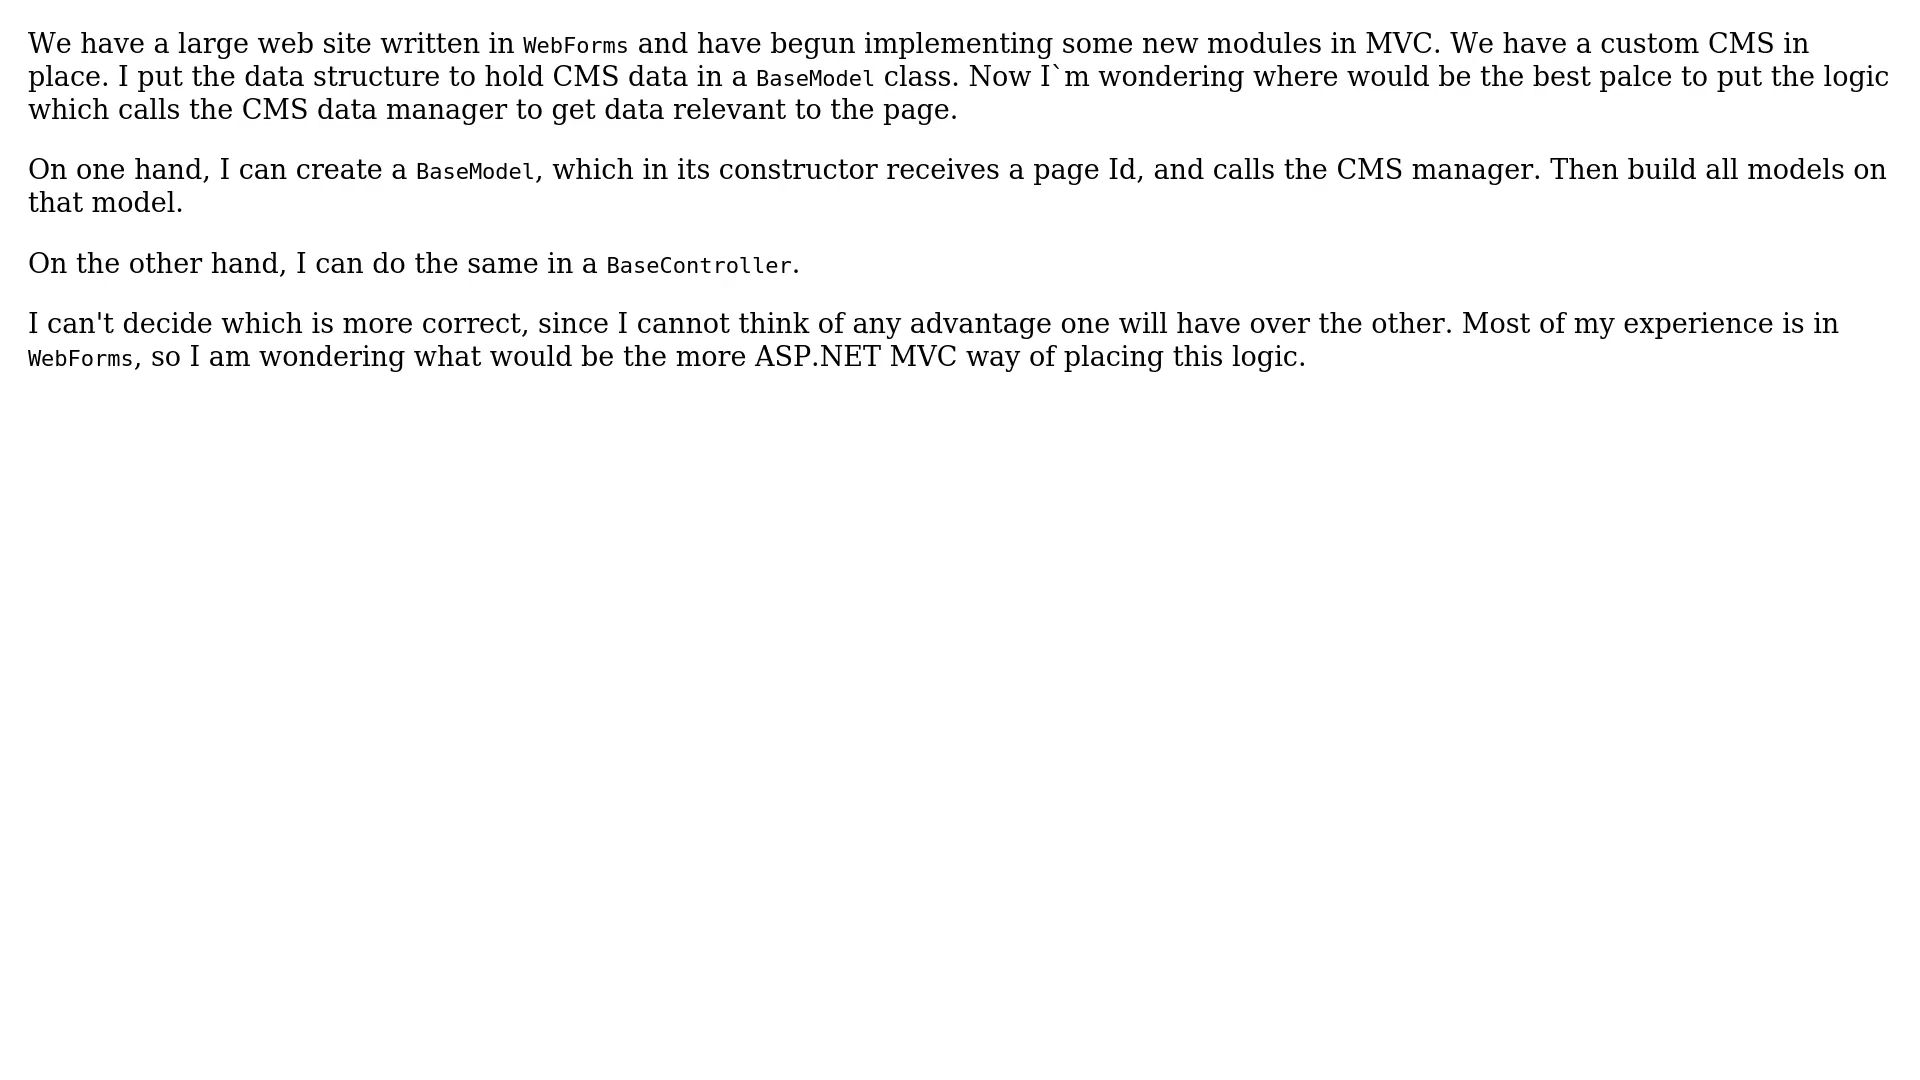 We have a large web site written in WebForms and have begun implementing some new modules in MVC. We have a custom CMS in
place. I put the data structure to hold CMS data in a BaseModel class. Now I`m wondering where would be the best palce to put the logic
which calls the CMS data manager to get data relevant to the page.
On one hand, I can create a BaseModel, which in its constructor receives a page Id, and calls the CMS manager. Then build all models on
that model.
On the other hand, I can do the same in a BaseController.
I can't decide which is more correct, since I cannot think of any advantage one will have over the other. Most of my experience is in
WebForms, so I am wondering what would be the more ASP.NET MVC way of placing this logic.